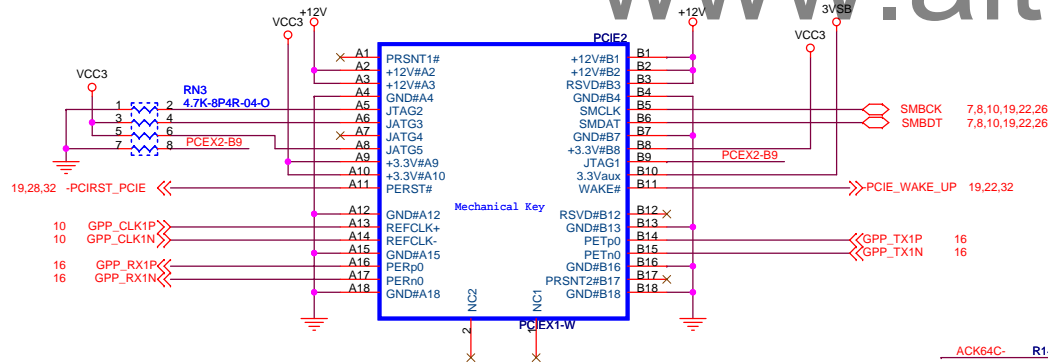 www.alt
VCC3 +12V +12V 3VSB
VCC3
PCIE2
VCC3
RN3
4.7K-8P4R-04-O
1 2
3 4
5 6
7 8 PCEX2-B9
A1 PRSNT1# +12V#B1 B1
A2 +12V#A2 +12V#B2 B2
A3 +12V#A3 RSVD#B3 B3
A4 GND#A4 GND#B4 B4
A5 JTAG2 SMCLK B5 SMBCK 7,8,10,19,22,26
A6 JATG3 SMDAT B6 SMBDT 7,8,10,19,22,26
A7 JATG4 GND#B7 B7
A8 JATG5 +3.3V#B8 B8
A9 +3.3V#A9 JTAG1 B9 PCEX2-B9
A10 +3.3V#A10 3.3Vaux B10
19,28,32 -PCIRST_PCIE A11 PERST# WAKE# B11 -PCIE_WAKE_UP 19,22,32
Mechanical Key
A12 GND#A12 RSVD#B12 B12
10 GPP_CLK1P A13 REFCLK+ GND#B13 B13
10 GPP_CLK1N A14 REFCLK- PETp0 B14 GPP_TX1P 16
A15 GND#A15 PETn0 B15 GPP_TX1N 16
16 GPP_RX1P A16 PERp0 GND#B16 B16
16 GPP_RX1N A17 PERn0 PRSNT2#B17 B17
A18 GND#A18 GND#B18 B18
NC2 NC1
2 1
PCIEX1-W
ACK64C- R1